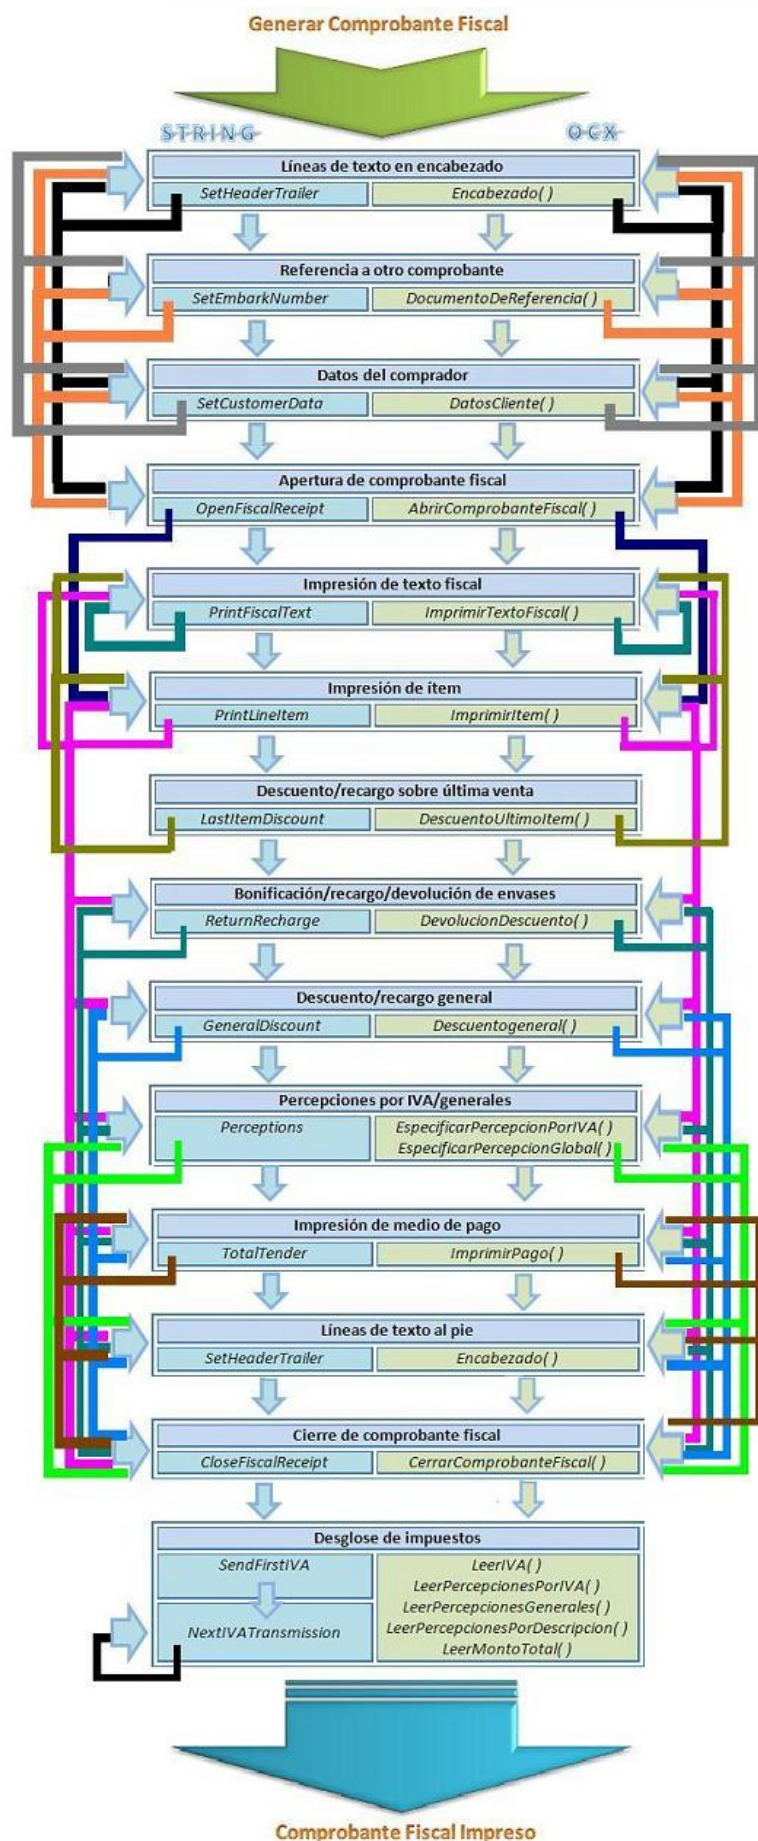 Generar Comprobante Fiscal
STRING OCX
Líneas de texto en encabezado
SetHeaderTrailer Encabezado( )
Referencia a otro comprobante
SetEmbarkNumber DocumentoDeReferencia( )
Datos del comprador
SetCustomerData DatosCliente( )
Apertura de comprobante fiscal
OpenFiscalReceipt AbrirComprobanteFiscal( )
Impresión de texto fiscal
PrintFiscalText ImprimirTextoFiscal( )
Impresión de ítem
PrintLineItem ImprimirItem( )
Descuento/recargo sobre última venta
LastItemDiscount DescuentoUltimoItem( )
Bonificación/recargo/devolución de envases
ReturnRecharge DevolucionDescuento( )
Descuento/recargo general
GeneralDiscount Descuentogeneral( )
Percepciones por IVA/generales
Perceptions EspecificarPercepcionPorIVA( )
EspecificarPercepcionGlobal( )
Impresión de medio de pago
TotalTender ImprimirPago( )
Líneas de texto al pie
SetHeaderTrailer Encabezado( )
Cierre de comprobante fiscal
CloseFiscalReceipt CerrarComprobanteFiscal( )
Desglose de impuestos
SendFirstIVA LeerIVA( )
LeerPercepcionesPorIVA( )
LeerPercepcionesGenerales( )
NextIVATransmission LeerPercepcionesPorDescripcion( )
LeerMontoTotal( )
Comprobante Fiscal Impreso